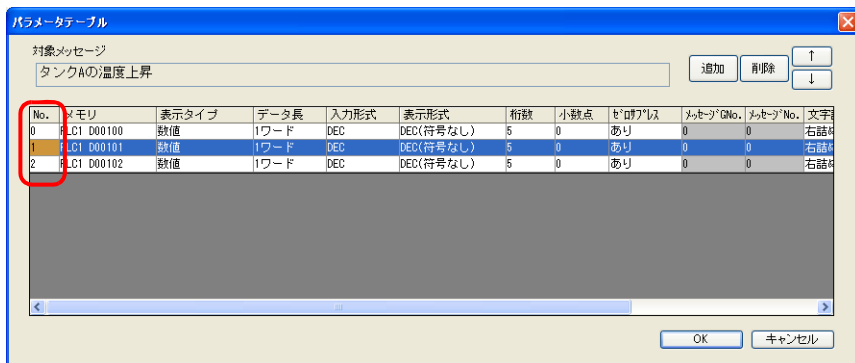 パラメータテーブル
対象メッセージ
タンクAの温度上昇
追加 削除 ↑
↓
No. メモリ 表示タイプ データ長 入力形式 表示形式 桁数 小数点 ゼロサプレス メッセージGNo. メッセージNo. 文字
0 PLC1 D00100 数値 1ワード DEC DEC(符号なし) 5 0 あり 0 0 右詰め
1 PLC1 D00101 数値 1ワード DEC DEC(符号なし) 5 0 あり 0 0 右詰め
2 PLC1 D00102 数値 1ワード DEC DEC(符号なし) 5 0 あり 0 0 右詰め
OK キャンセル